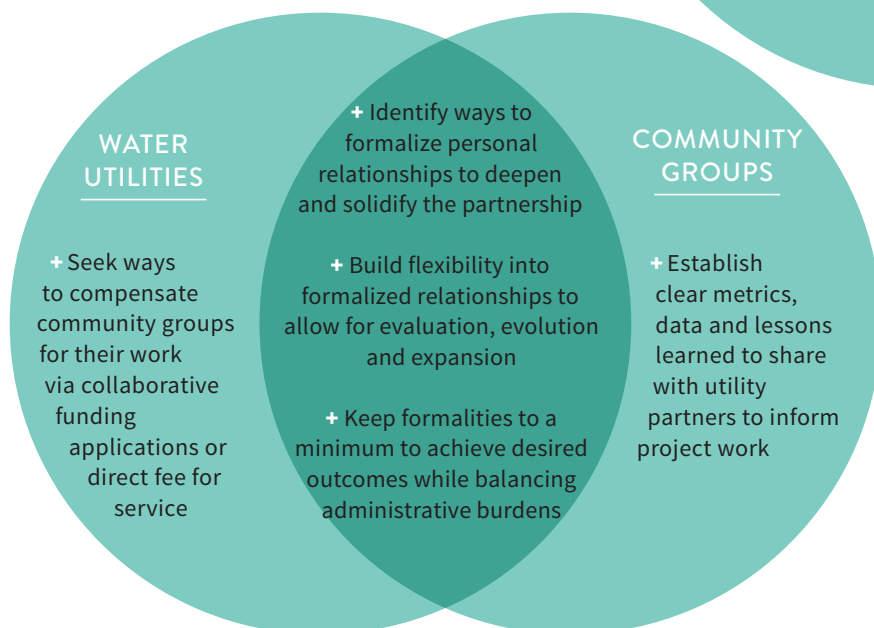 WATER
UTILITIES
+ Seek ways
to compensate
community groups
for their work
via collaborative
funding
applications or
direct fee for
service
+ Identify ways to
formalize personal
relationships to deepen
and solidify the partnership
+ Build flexibility into
formalized relationships to
allow for evaluation, evolution
and expansion
+ Keep formalities to a
minimum to achieve desired
outcomes while balancing
administrative burdens
COMMUNITY
GROUPS
+ Establish
clear metrics,
data and lessons
learned to share
with utility
partners to inform
project work